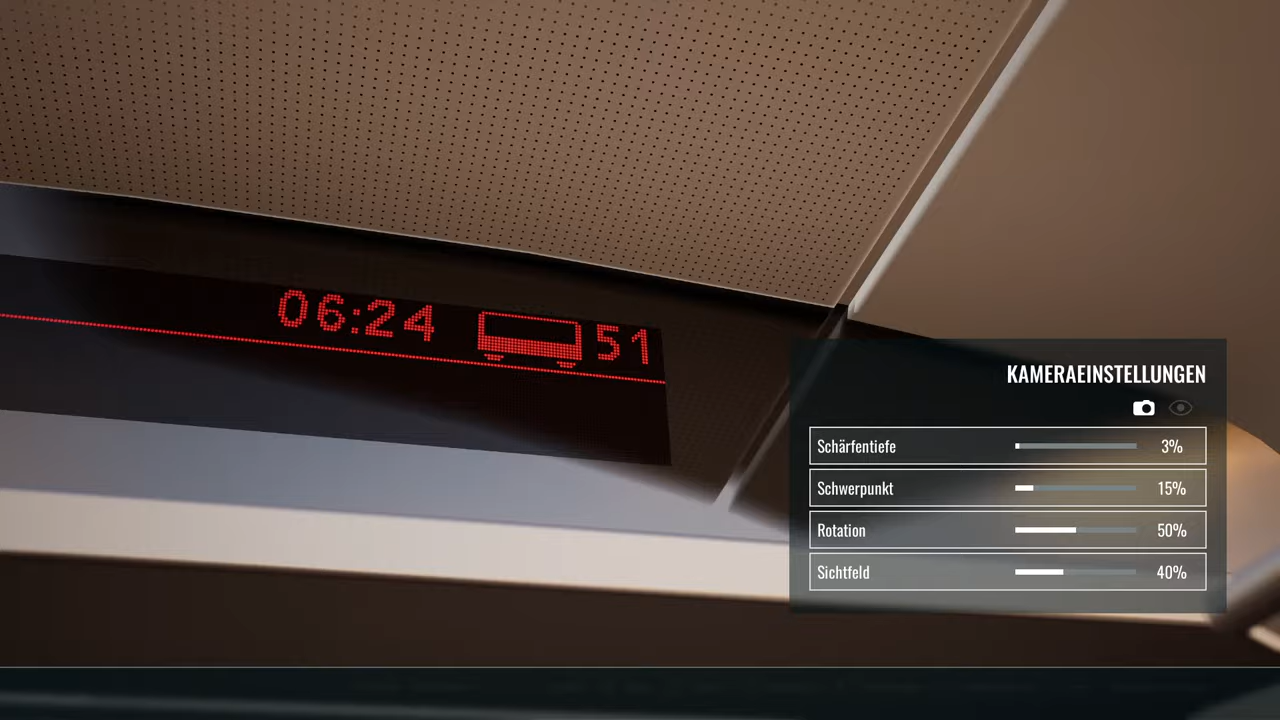 06:24 51
KAMERAEINSTELLUNGEN
Schärfentiefe 3%
Schwerpunkt 15%
Rotation 50%
Sichtfeld 40%